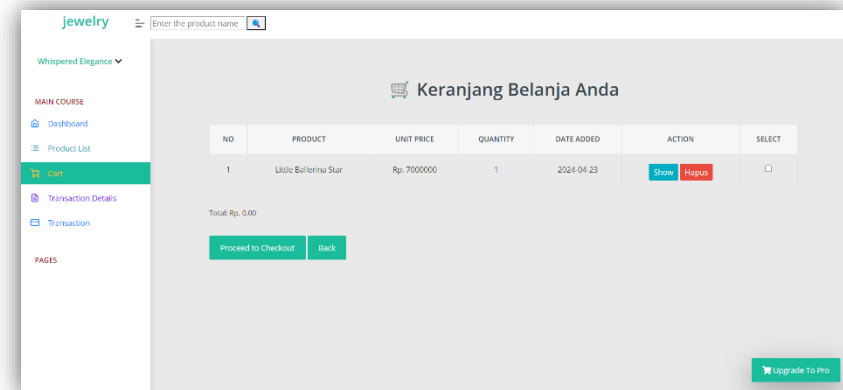 jewelry
Enter the product name
Whispered Elegance
MAIN COURSE
Dashboard
Product List
Cart
Transaction Details
Transaction
PAGES
Keranjang Belanja Anda
NO PRODUCT UNIT PRICE QUANTITY DATE ADDED ACTION SELECT
1 Little Ballerina Star Rp. 7000000 1 2024-04-23 Show Hapus
Total: Rp. 0.00
Proceed to Checkout Back
Upgrade To Pro